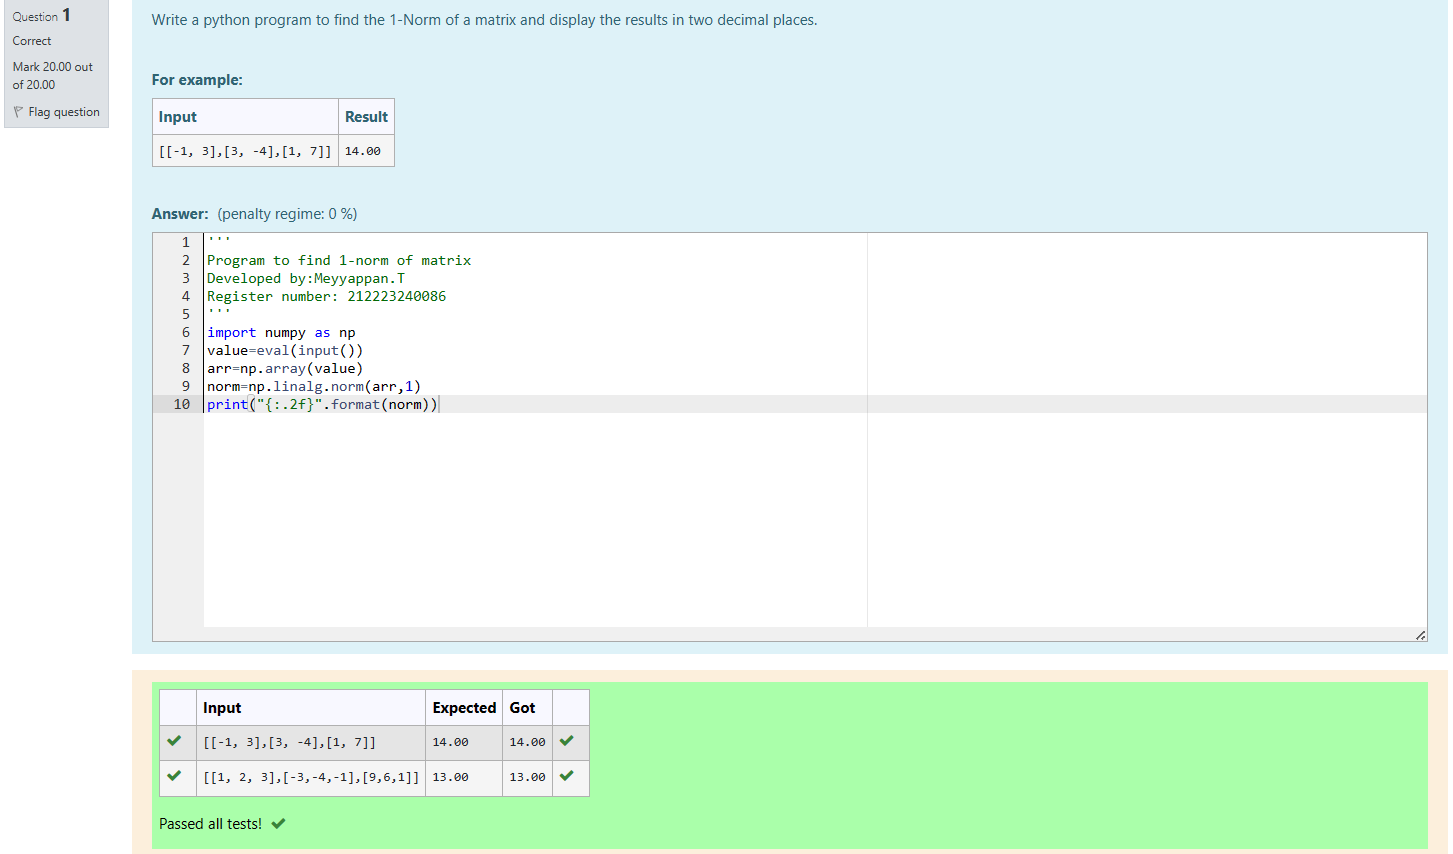 Question 1
Correct
Mark 20.00 out
of 20.00
Flag question
Write a python program to find the 1-Norm of a matrix and display the results in two decimal places.
For example:
Input Result
[[-1, 3],[3, -4],[1, 7]] 14.00
Answer: (penalty regime: 0 %)
1 '''
2 Program to find 1-norm of matrix
3 Developed by:Meyyappan.T
4 Register number: 212223240086
5 '''
6 import numpy as np
7 value=eval(input())
8 arr=np.array(value)
9 norm=np.linalg.norm(arr,1)
10 print("{:.2f}".format(norm))
Input Expected Got
[[-1, 3],[3, -4],[1, 7]] 14.00 14.00
[[1, 2, 3],[-3,-4,-1],[9,6,1]] 13.00 13.00
Passed all tests!